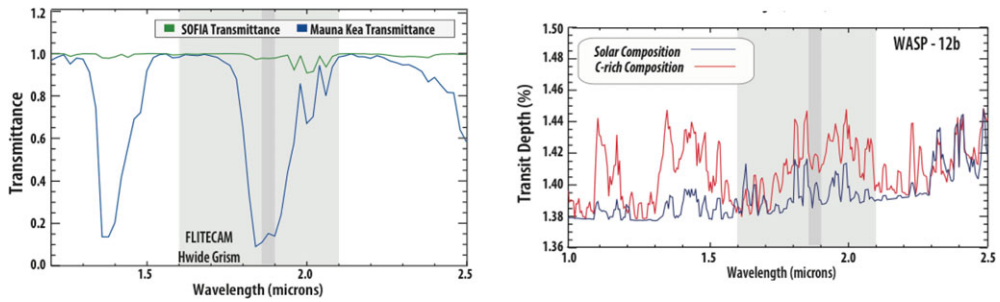 SOFIA Transmittance
Mauna Kea Transmittance
1.2
1.0
0.8
0.6
0.4
0.2
0.0
Transmittance
FLITECAM
Hwide Grism
1.5
2.0
2.5
Wavelength (microns)
WASP - 12b
Solar Composition
C-rich Composition
1.48
1.46
1.44
1.42
1.40
1.38
1.36
Transit Depth (%)
1.0
1.5
2.0
2.5
Wavelength (microns)